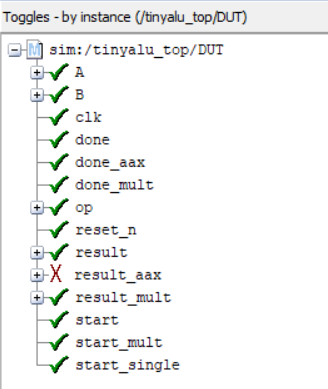 Toggles - by instance (/tinyalu_top/DUT)
sim:/tinyalu_top/DUT
A
B
clk
done
done_aax
done_mult
op
reset_n
result
result_aax
result_mult
start
start_mult
start_single